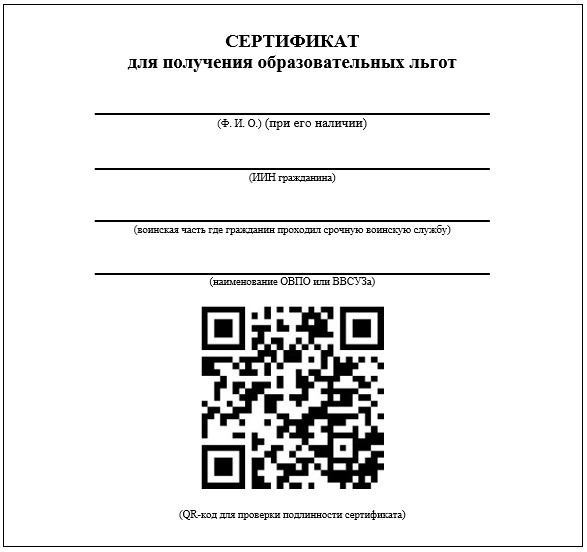 СЕРТИФИКАТ
для получения образовательных льгот
(Ф. И. О.) (при его наличии)
(ИИН гражданина)
(воинская часть где гражданин проходил срочную воинскую службу)
(наименование ОВПО или ВВСУЗа)
(QR-код для проверки подлинности сертификата)